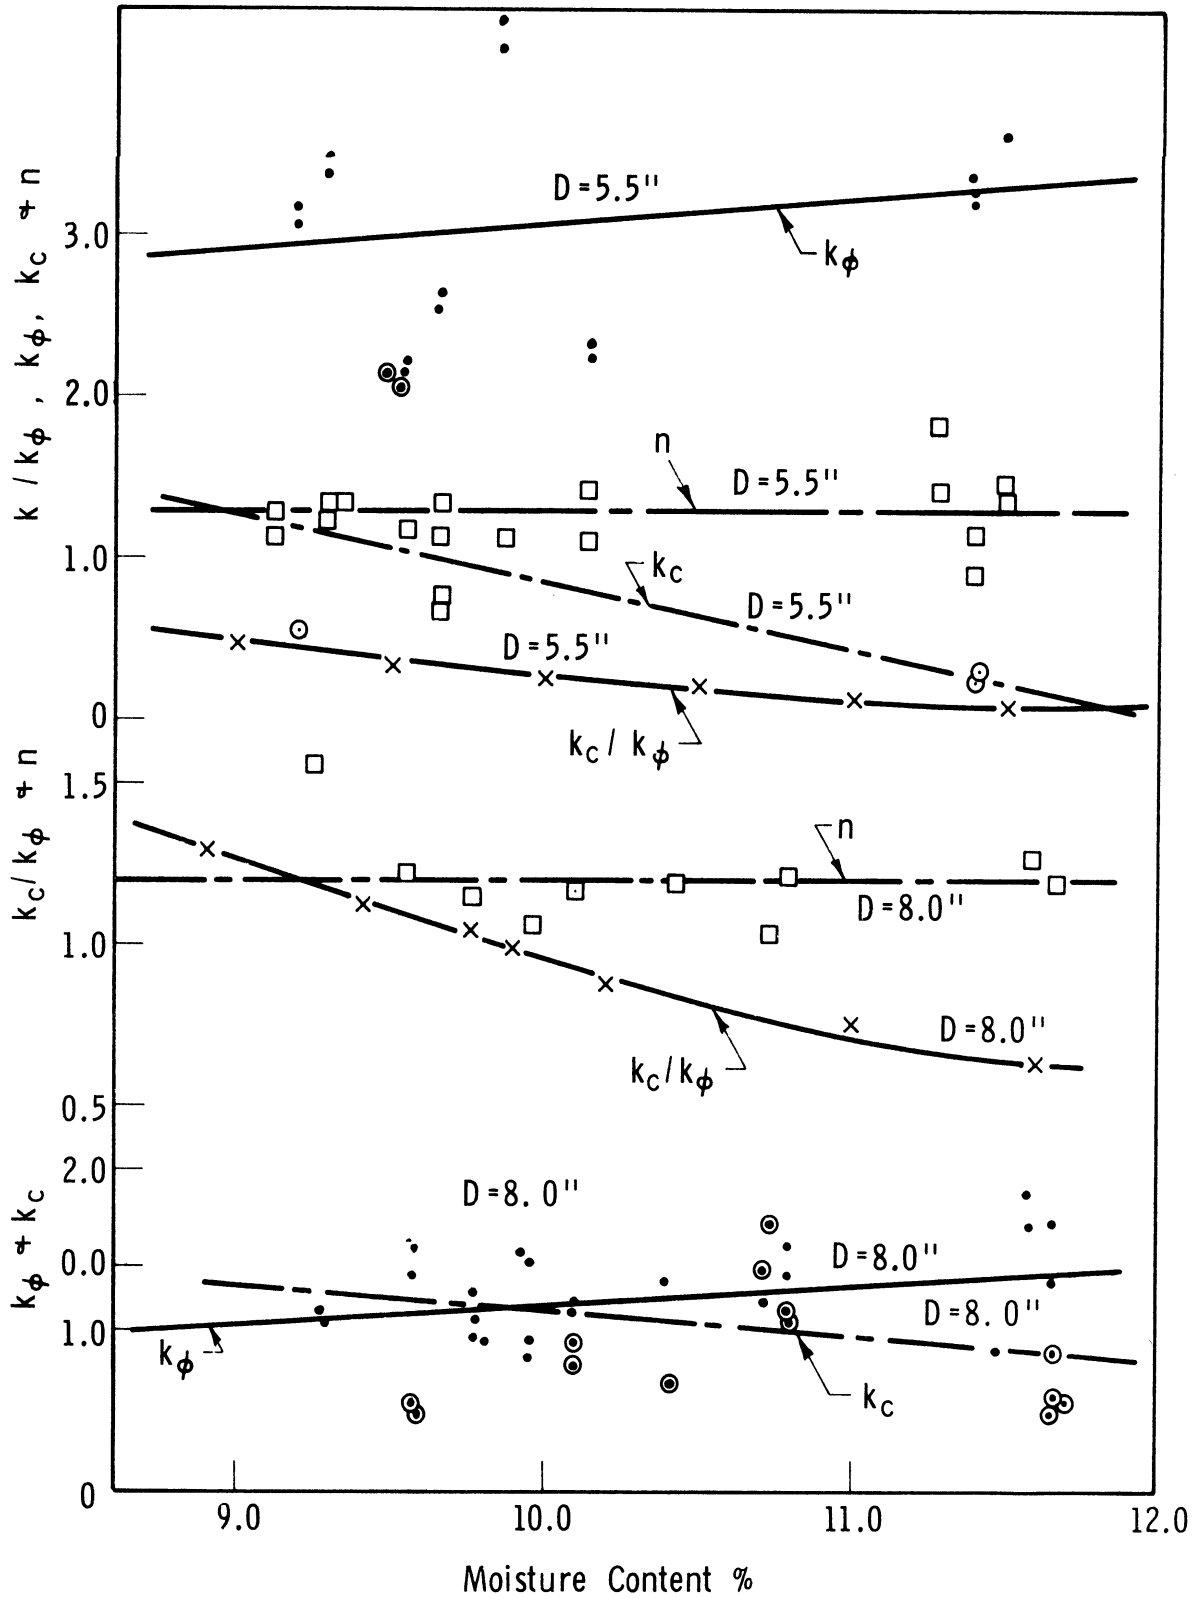 D = 5.5"
k / kϕ , kϕ, kc & n
3.0
kϕ
2.0
n
D = 5.5"
1.0
kc
D = 5.5"
D = 5.5"
0
kc / kϕ
kc/kϕ & n
1.5
n
D = 8.0"
1.0
D = 8.0"
kc/kϕ
0.5
kϕ & kc
2.0
D = 8. 0"
D = 8.0"
0.0
D = 8.0"
1.0
kϕ
kc
0
9.0 10.0 11.0 12.0
Moisture Content %